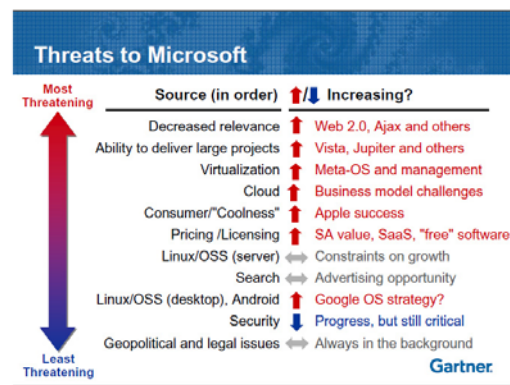 Threats to Microsoft
Most Threatening
Source (in order) / Increasing?
Decreased relevance Web 2.0, Ajax and others
Ability to deliver large projects Vista, Jupiter and others
Virtualization Meta-OS and management
Cloud Business model challenges
Consumer/"Coolness" Apple success
Pricing /Licensing SA value, SaaS, "free" software
Linux/OSS (server) Constraints on growth
Search Advertising opportunity
Linux/OSS (desktop), Android Google OS strategy?
Security Progress, but still critical
Geopolitical and legal issues Always in the background
Least Threatening
Gartner